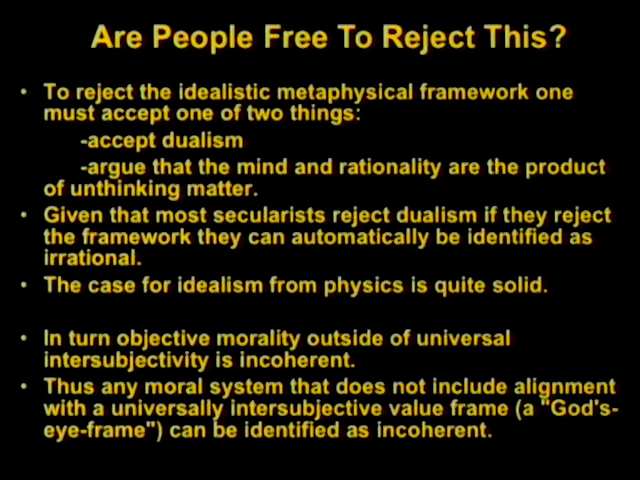 Are People Free To Reject This?
• To reject the idealistic metaphysical framework one
must accept one of two things:
-accept dualism
-argue that the mind and rationality are the product
of unthinking matter.
• Given that most secularists reject dualism if they reject
the framework they can automatically be identified as
irrational.
• The case for idealism from physics is quite solid.
• In turn objective morality outside of universal
intersubjectivity is incoherent.
• Thus any moral system that does not include alignment
with a universally intersubjective value frame (a "God's-
eye-frame") can be identified as incoherent.